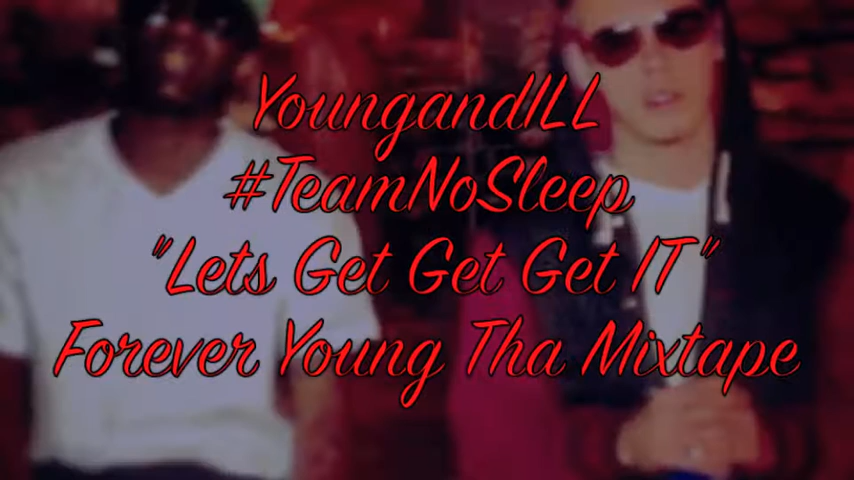 YoungandILL
#TeamNoSleep
"Lets Get Get Get IT"
Forever Young Tha Mixtape